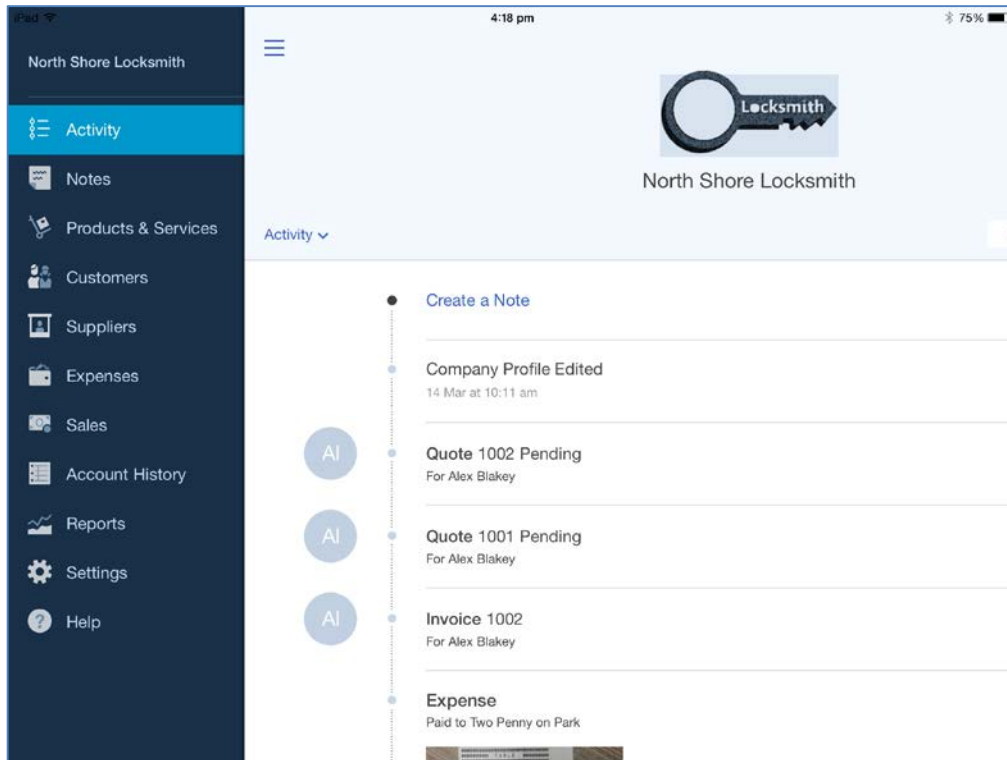 iPad
4:18 pm
75%
North Shore Locksmith
Activity
Notes
Products & Services
Customers
Suppliers
Expenses
Sales
Account History
Reports
Settings
Help
Locksmith
North Shore Locksmith
Activity
Create a Note
Company Profile Edited
14 Mar at 10:11 am
AI
Quote 1002 Pending
For Alex Blakey
AI
Quote 1001 Pending
For Alex Blakey
AI
Invoice 1002
For Alex Blakey
Expense
Paid to Two Penny on Park